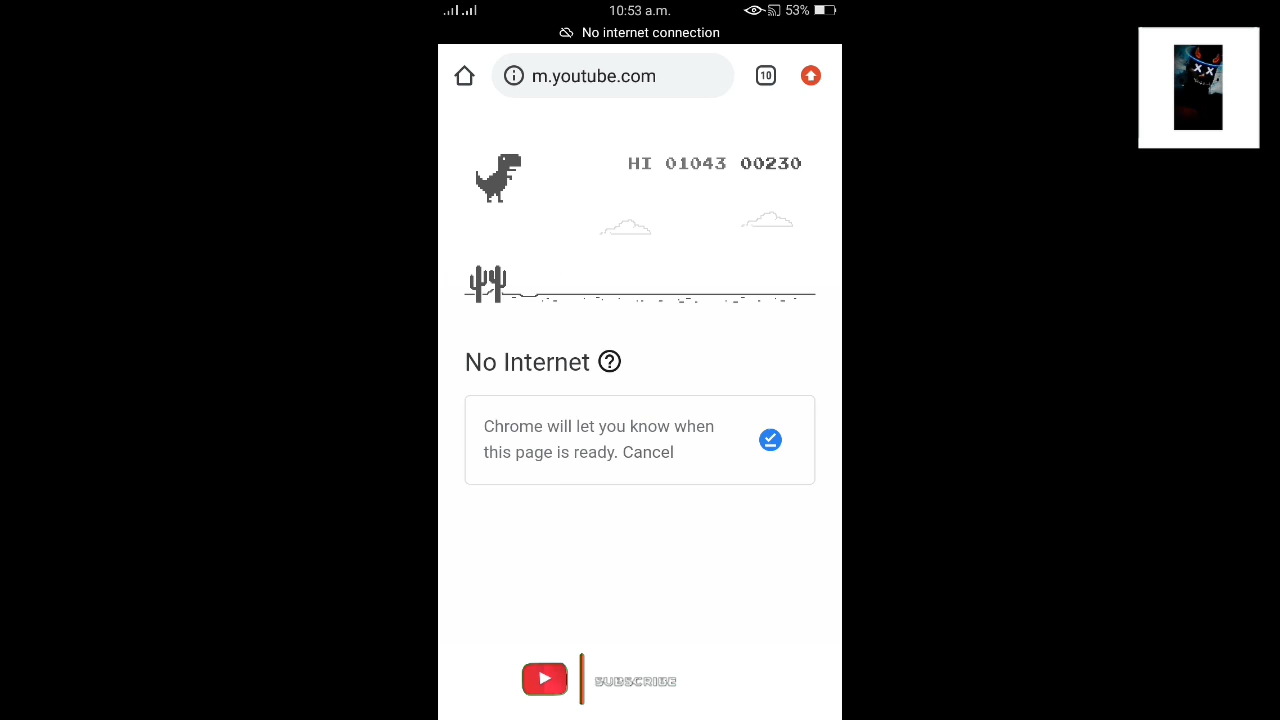 10:53 a.m.
53%
No internet connection
m.youtube.com
10
HI 01043 00230
No Internet
Chrome will let you know when
this page is ready. Cancel
SUBSCRIBE